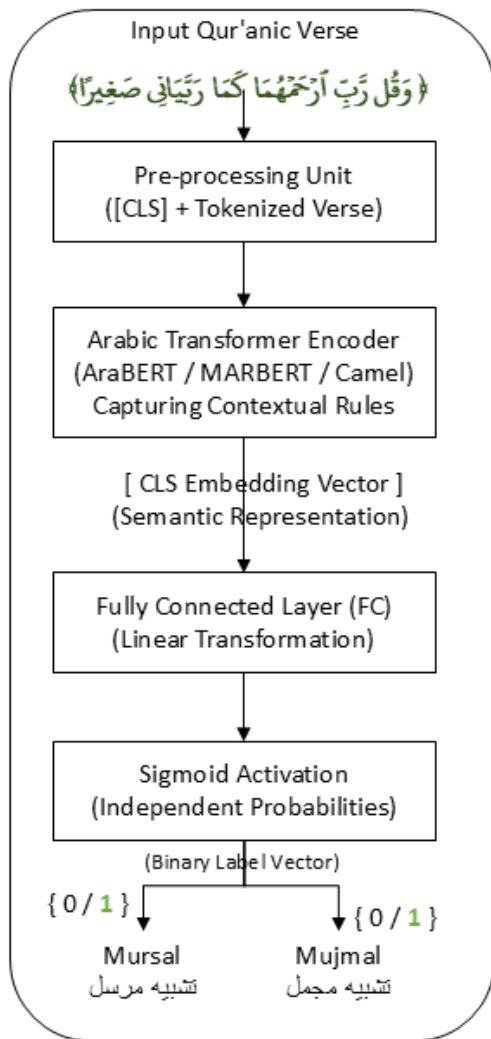 Input Qur'anic Verse
﴿ وَقُل رَّبِّ ٱرْحَمْهُمَا كَمَا رَبَّيَانِى صَغِيرًا﴾
Pre-processing Unit
([CLS] + Tokenized Verse)
Arabic Transformer Encoder
(AraBERT / MARBERT / Camel)
Capturing Contextual Rules
[ CLS Embedding Vector ]
(Semantic Representation)
Fully Connected Layer (FC)
(Linear Transformation)
Sigmoid Activation
(Independent Probabilities)
(Binary Label Vector)
{ 0 / 1 }
{ 0 / 1 }
Mursal
تشبيه مرسل
Mujmal
تشبيه مجمل